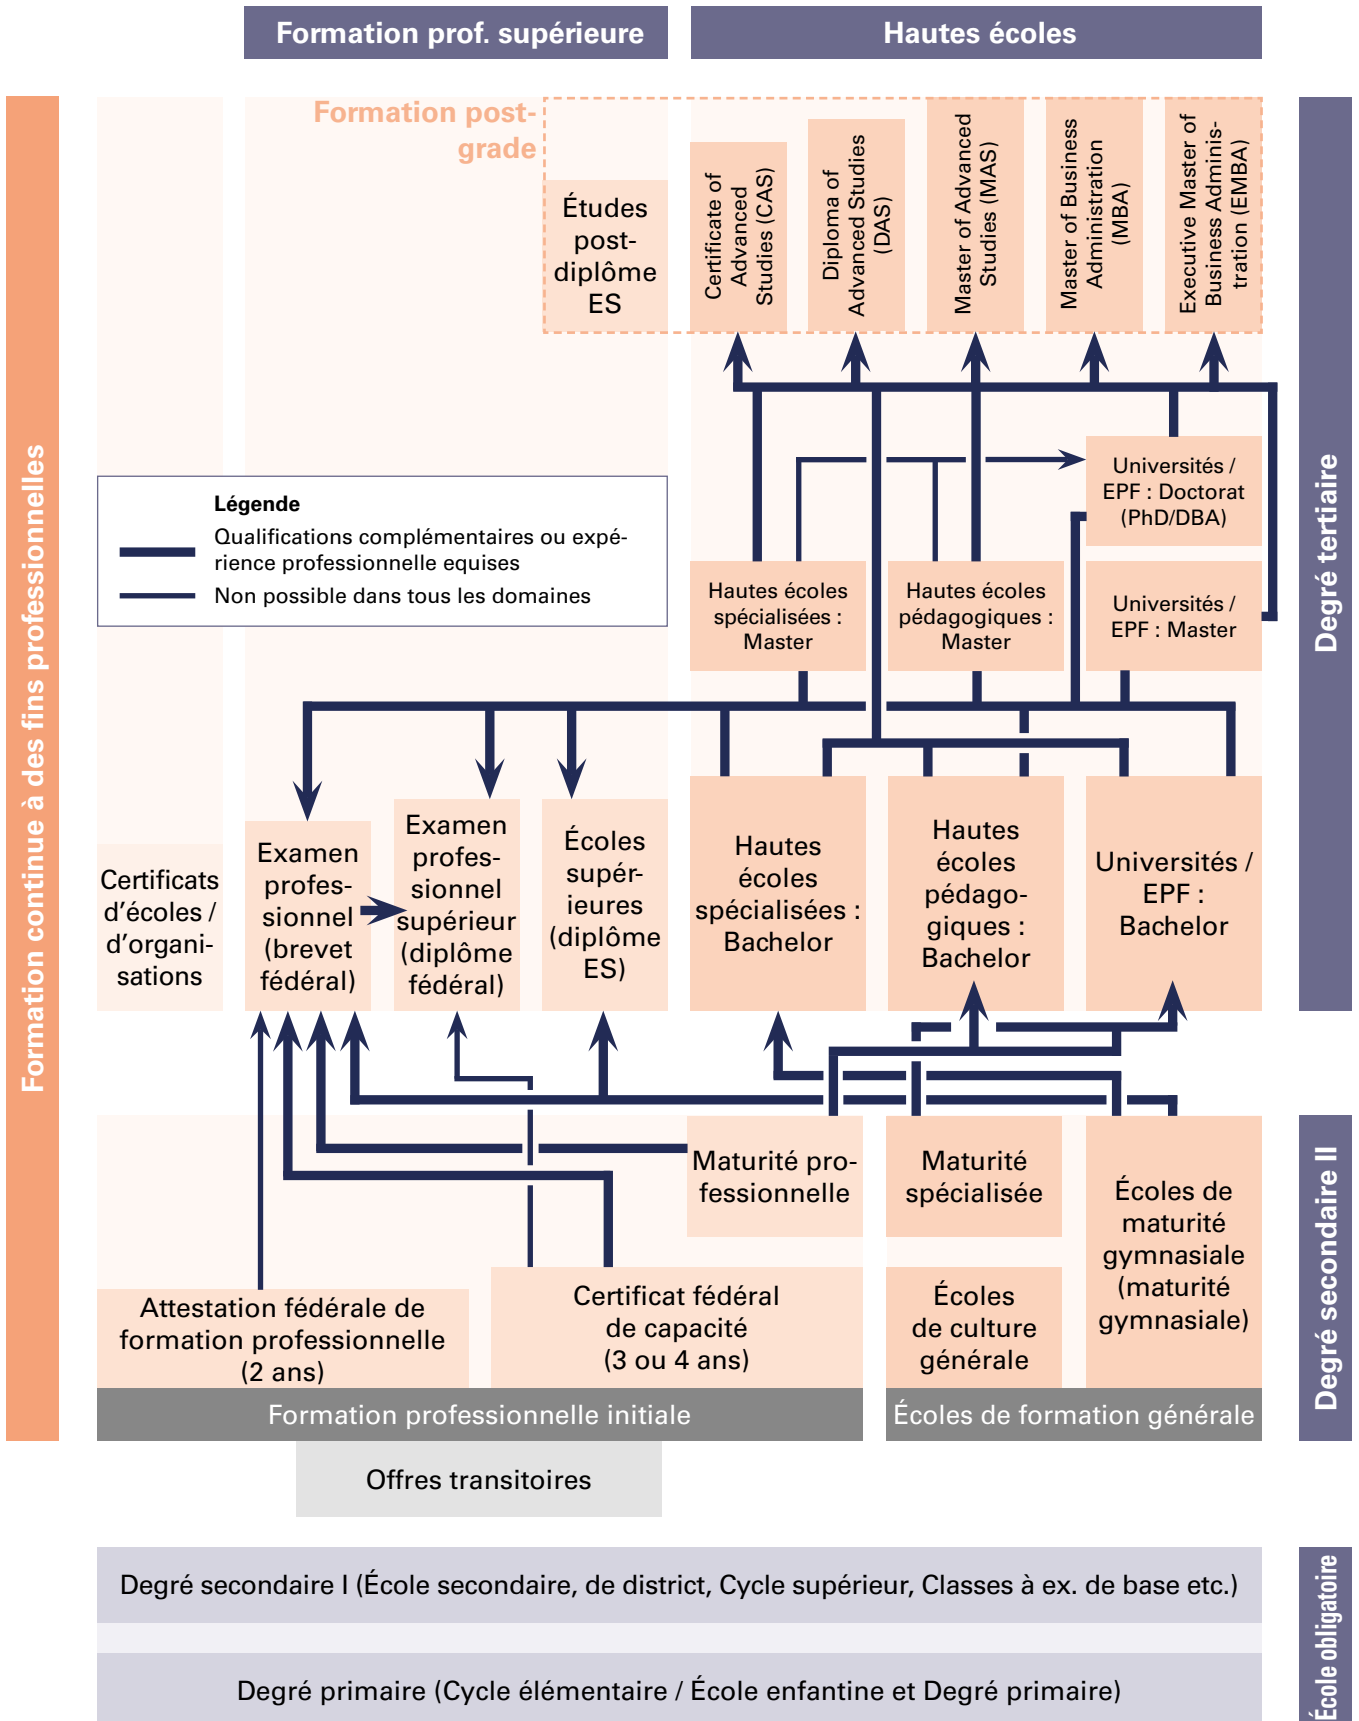 Formation prof. supérieure
Hautes écoles
Formation continue à des fins professionnelles
Formation post-
grade
Études
post-
diplôme
ES
Certificate of
Advanced
Studies (CAS)
Diploma of
Advanced Studies
(DAS)
Master of Advanced
Studies (MAS)
Master of Business
Administration
(MBA)
Executive Master of
Business Adminis-
tration (EMBA)
Degré tertiaire
Légende
Qualifications complémentaires ou expé-
rience professionnelle equises
Non possible dans tous les domaines
Universités /
EPF : Doctorat
(PhD/DBA)
Hautes écoles
spécialisées :
Master
Hautes écoles
pédagogiques :
Master
Universités /
EPF : Master
Certificats
d'écoles /
d'organi-
sations
Examen
profes-
sionnel
(brevet
fédéral)
Examen
profes-
sionnel
supérieur
(diplôme
fédéral)
Écoles
supér-
ieures
(diplôme
ES)
Hautes
écoles
spécialisées :
Bachelor
Hautes
écoles
pédago-
giques :
Bachelor
Universités /
EPF :
Bachelor
Degré secondaire II
Maturité pro-
fessionnelle
Maturité
spécialisée
Écoles de
maturité
gymnasiale
(maturité
gymnasiale)
Attestation fédérale de
formation professionnelle
(2 ans)
Certificat fédéral
de capacité
(3 ou 4 ans)
Écoles
de culture
générale
Formation professionnelle initiale
Écoles de formation générale
Offres transitoires
Degré secondaire I (École secondaire, de district, Cycle supérieur, Classes à ex. de base etc.)
Degré primaire (Cycle élémentaire / École enfantine et Degré primaire)
École obligatoire